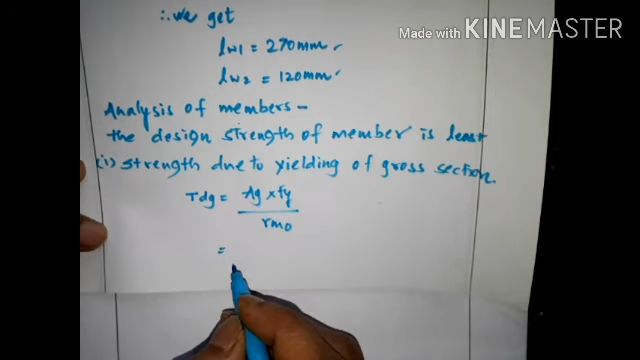 ∴ We get
lw1 = 270mm
lw2 = 120mm
Analysis of members -
the design strength of member is least
(i) strength due to yielding of gross section.
Tdg = Ag × fy / γm0
=
Made with KINEMASTER